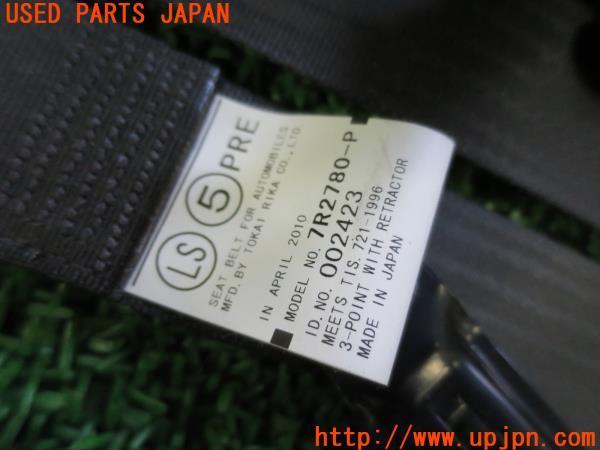 USED PARTS JAPAN
LS 5 PRE
SEAT BELT FOR AUTOMOBILES
MFD. BY TOKAI RIKA CO., LTD.
IN APRIL 2010
MODEL NO. 7R2780-P
ID. NO. 002423
MEETS TIS. 721-1996
3-POINT WITH RETRACTOR
MADE IN JAPAN
http://www.upjpn.com